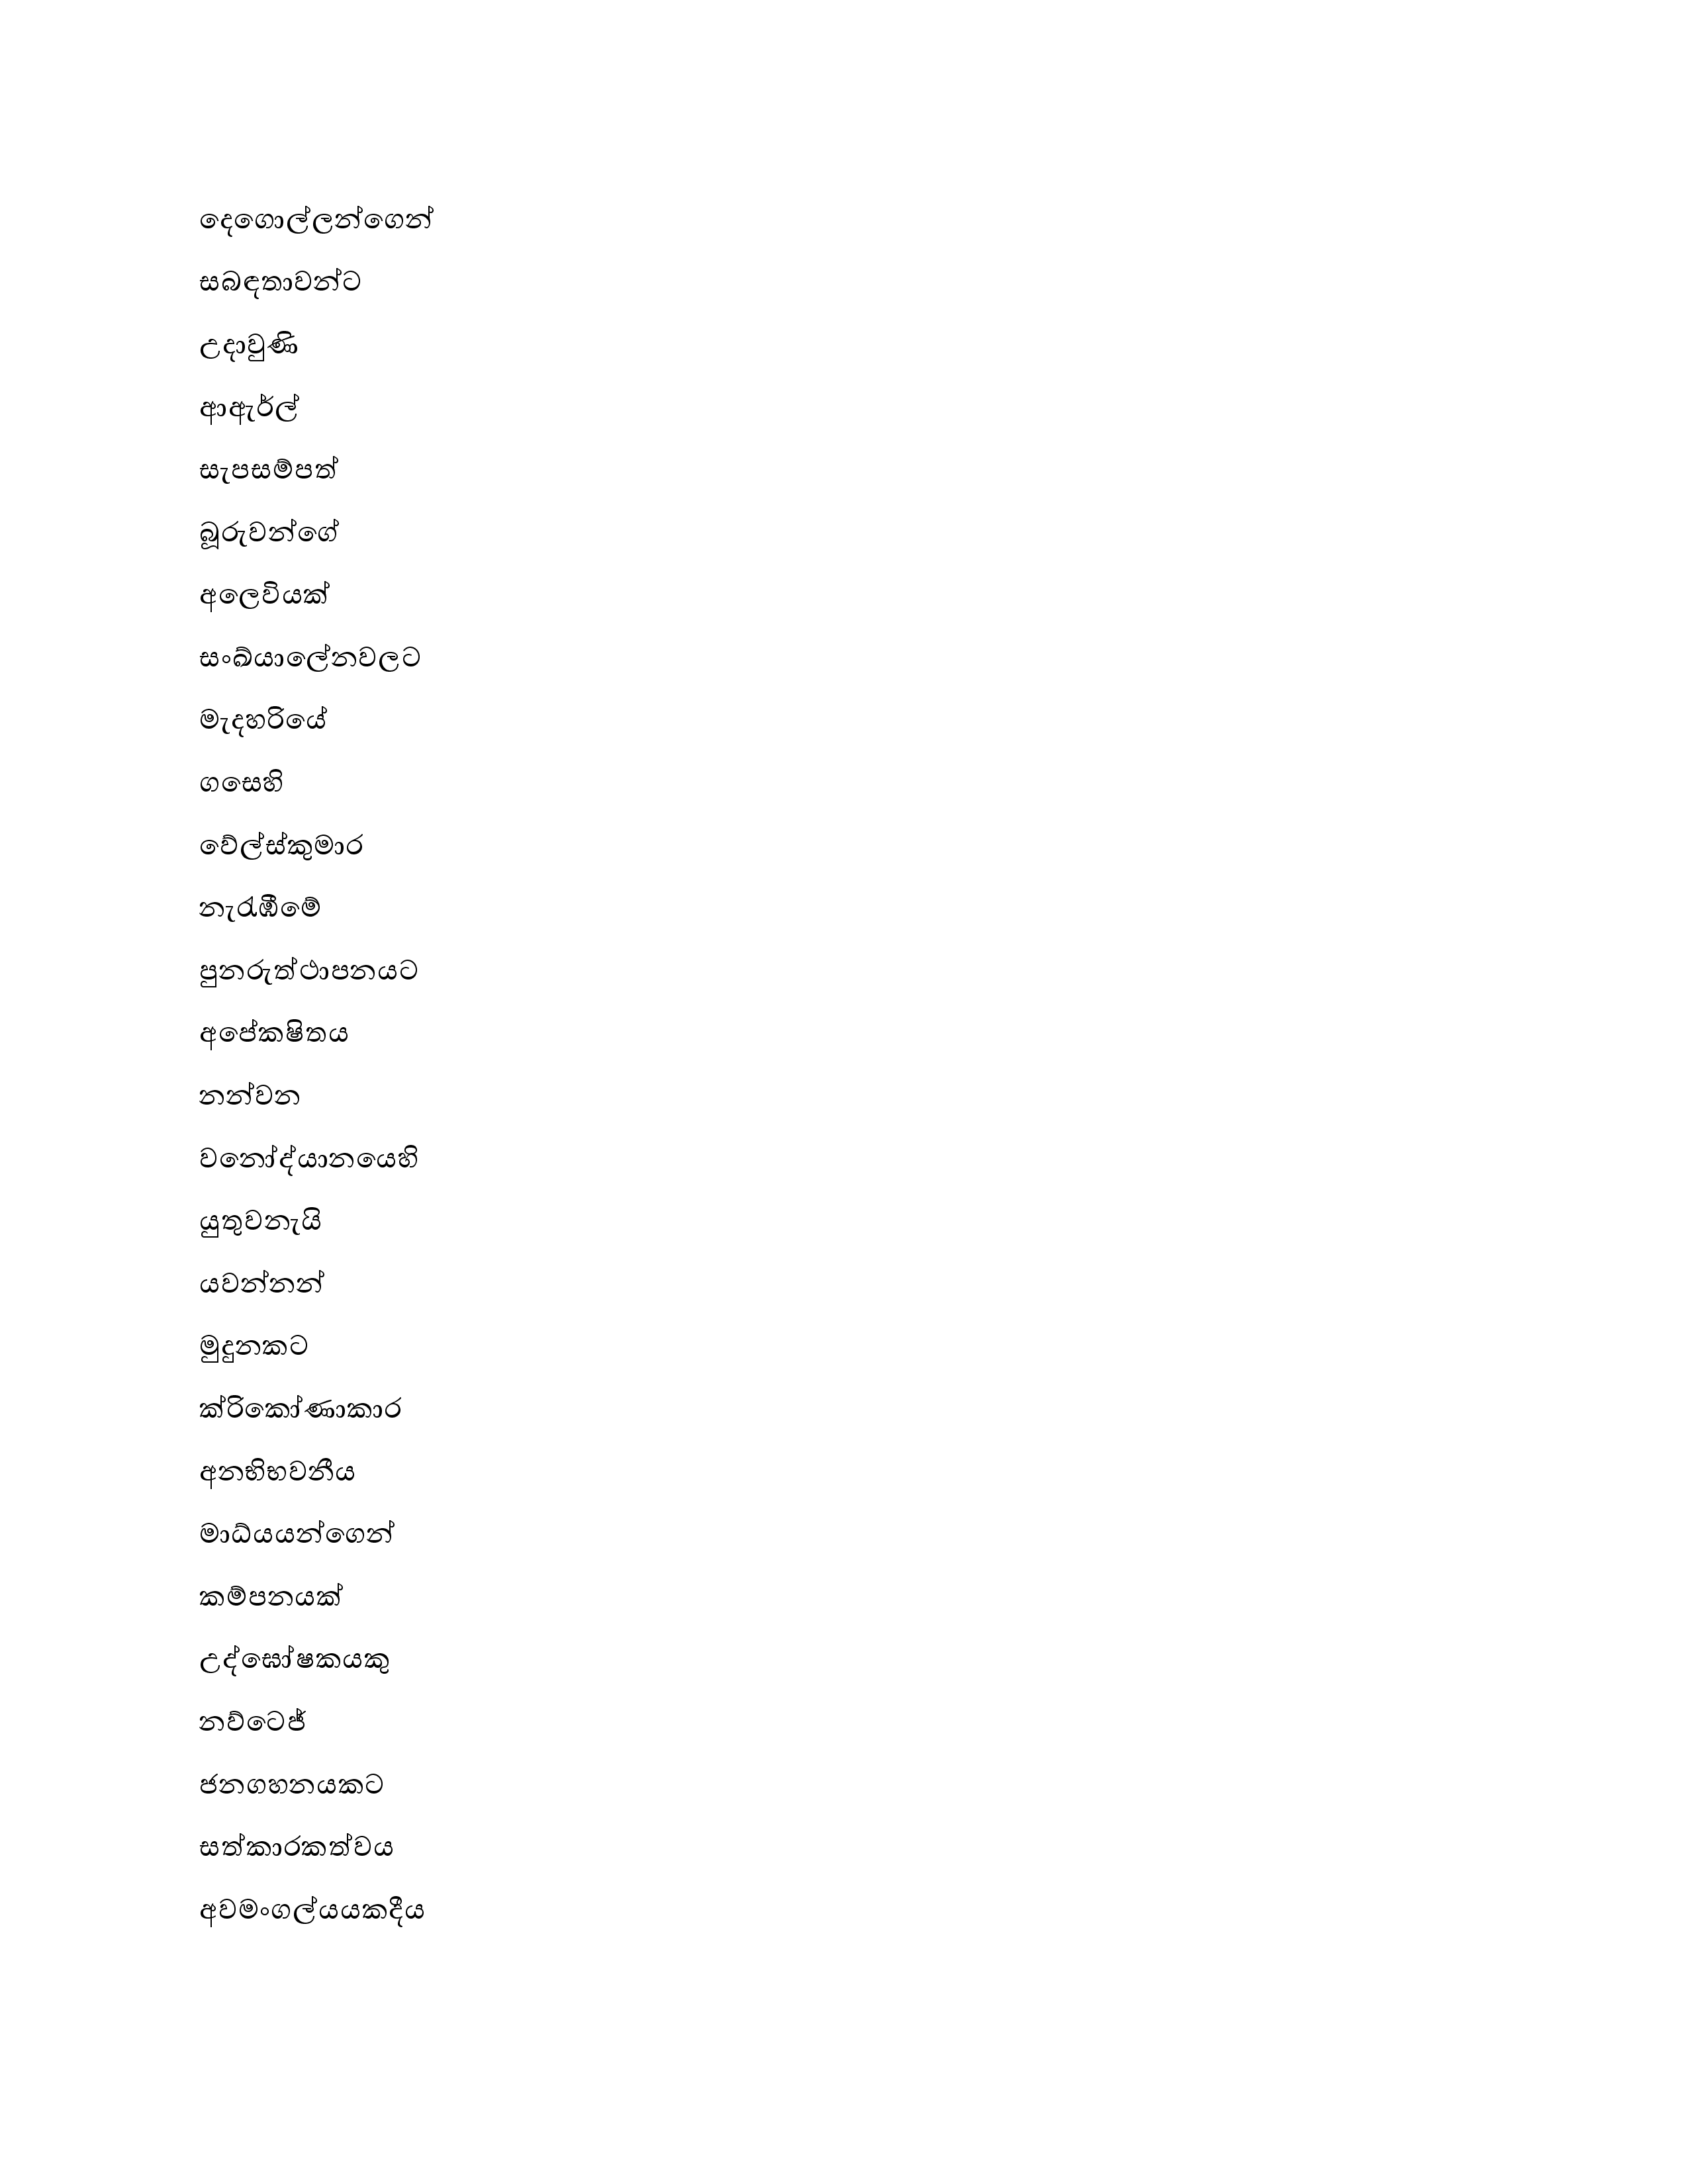 දෙගොල්ලන්ගෙන්
සබඳතාවන්ට
උදාවුණි
ආඇර්ල්
සැපසම්පත්
බූරුවන්ගේ
අලෙවියක්
සංඛ්යාලේනවලට
මැදහරියේ
ගසෙහි
වේල්ස්කුමාර
නැරැඹීමේ
පුනරුත්ථාපනයට
අපේකෂිතය
නන්වන
වනෝද්යානයෙහි
යුතුවනැයි
යවන්නන්
මුදුනකට
ක්රිකෝණාකාර
අනභිභවනීය
මාධ්යයන්ගෙන්
කම්පනයක්
උද්ඝෝෂකයකු
නව්ටෙජ්
ජනගහනයකට
සත්කාරකත්වය
අවමංගල්යයකදීය